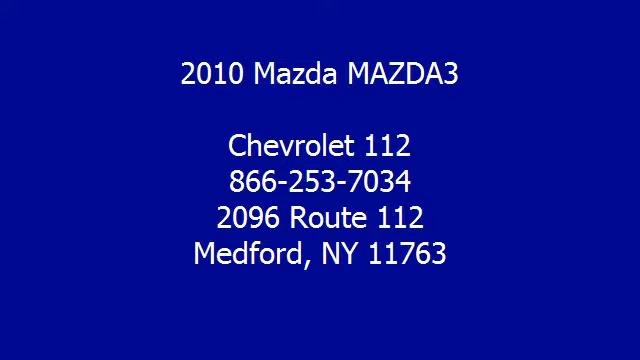 2010 Mazda MAZDA3
Chevrolet 112
866-253-7034
2096 Route 112
Medford, NY 11763